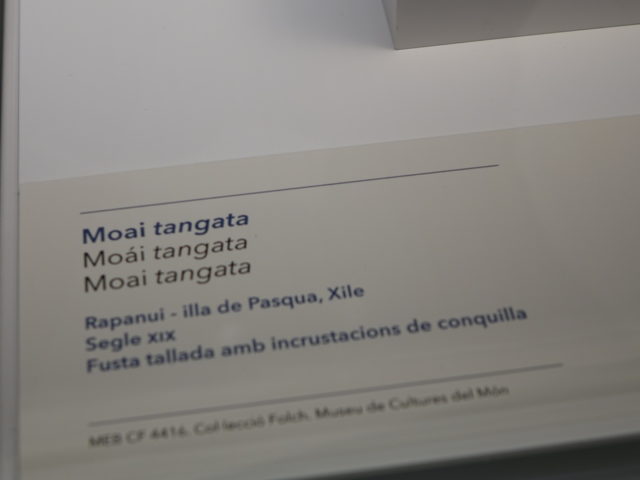 Moai tangata
Moái tangata
Moai tangata
Rapanui - illa de Pasqua, Xile
Segle XIX
Fusta tallada amb incrustacions de conquilla
MEB CF 4416. Col·lecció Folch. Museu de Cultures del Món